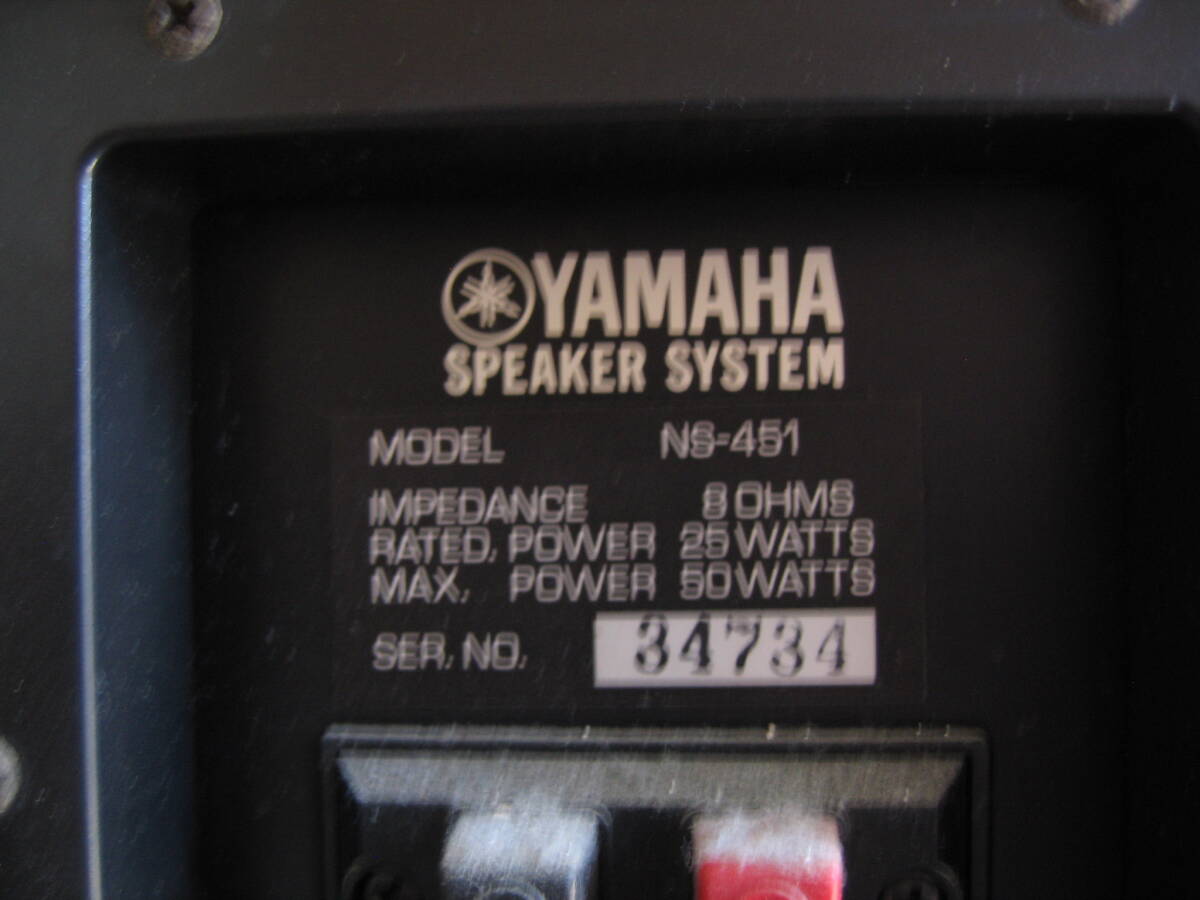 YAMAHA
SPEAKER SYSTEM
MODEL NS-451
IMPEDANCE 8 OHMS
RATED. POWER 25 WATTS
MAX. POWER 50 WATTS
SER. NO. 34734